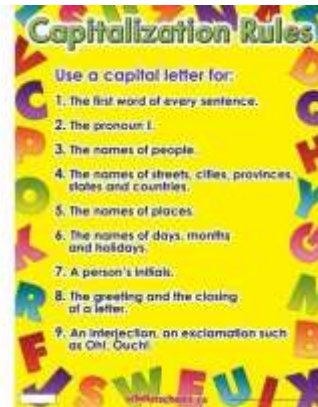 Capitalization Rules
Use a capital letter for:
1. The first word of every sentence.
2. The pronoun I.
3. The names of people.
4. The names of streets, cities, provinces,
states and countries.
5. The names of places.
6. The names of days, months
and holidays.
7. A person's initials.
8. The greeting and the closing
of a letter.
9. An interjection, an exclamation such
as Oh!, Ouch!.